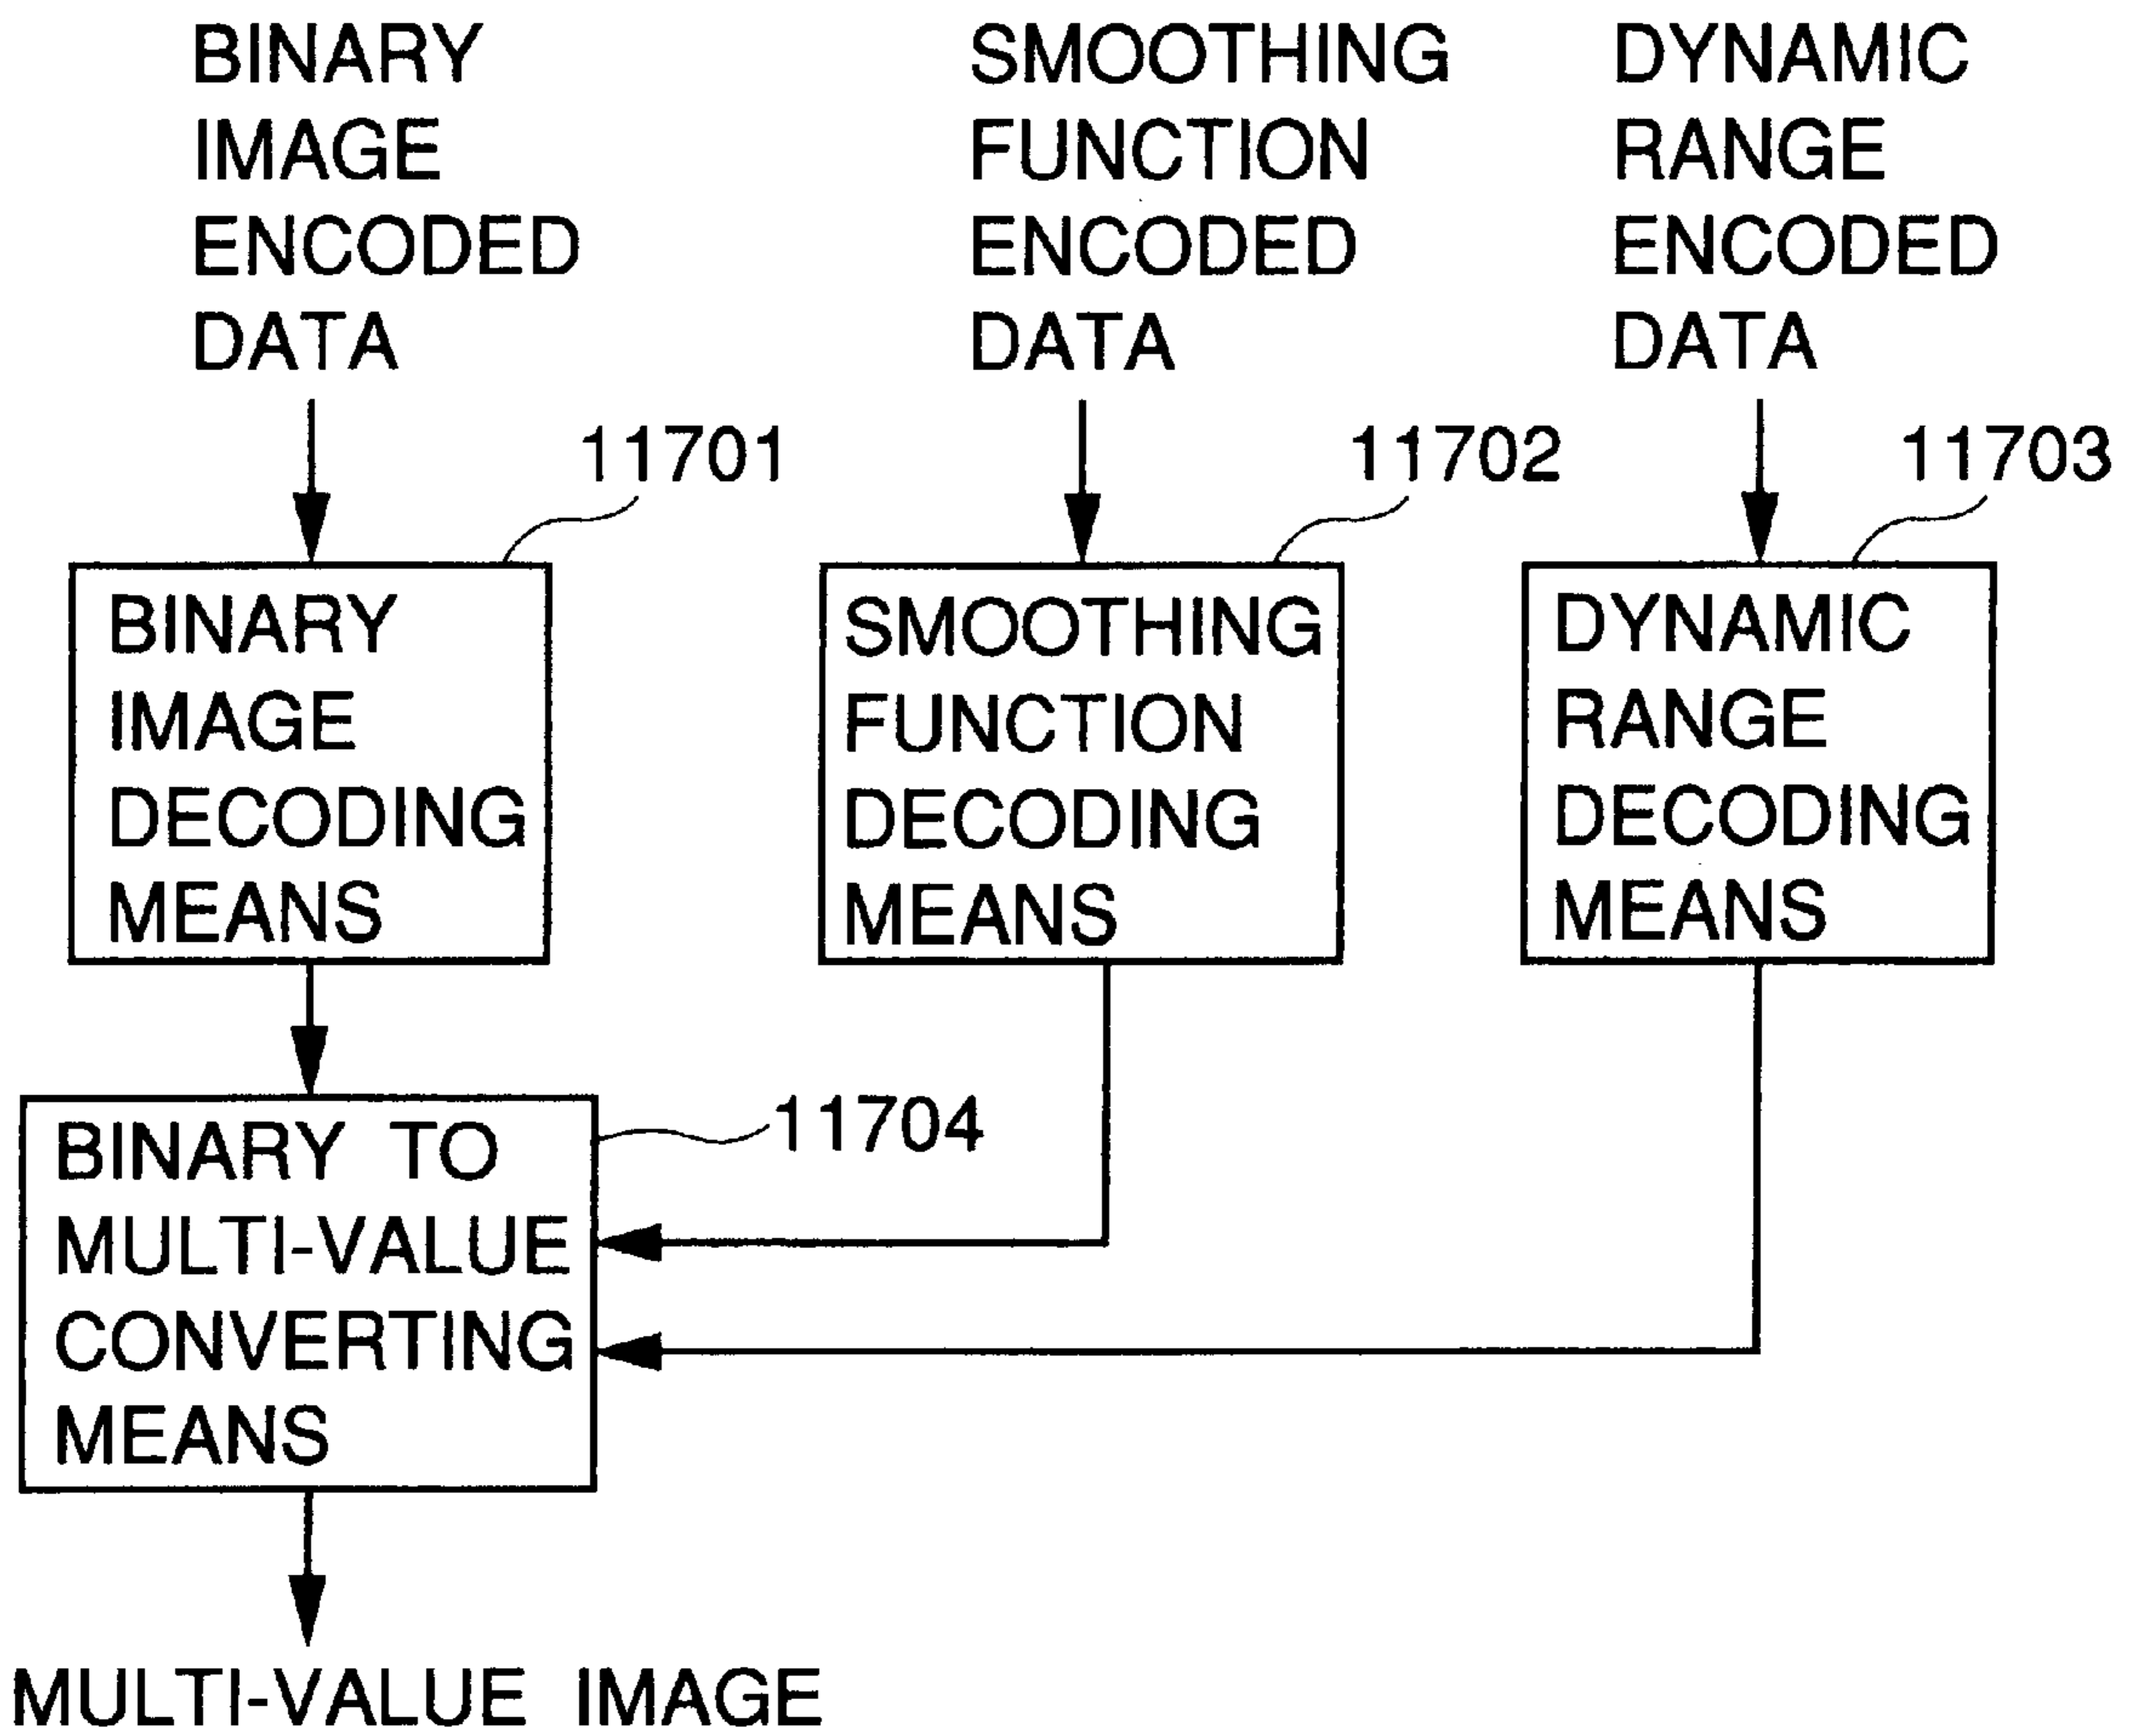 BINARY
IMAGE
ENCODED
DATA
SMOOTHING
FUNCTION
ENCODED
DATA
DYNAMIC
RANGE
ENCODED
DATA
11701
11702
11703
BINARY
IMAGE
DECODING
MEANS
SMOOTHING
FUNCTION
DECODING
MEANS
DYNAMIC
RANGE
DECODING
MEANS
BINARY TO
MULTI-VALUE
CONVERTING
MEANS
11704
MULTI-VALUE IMAGE